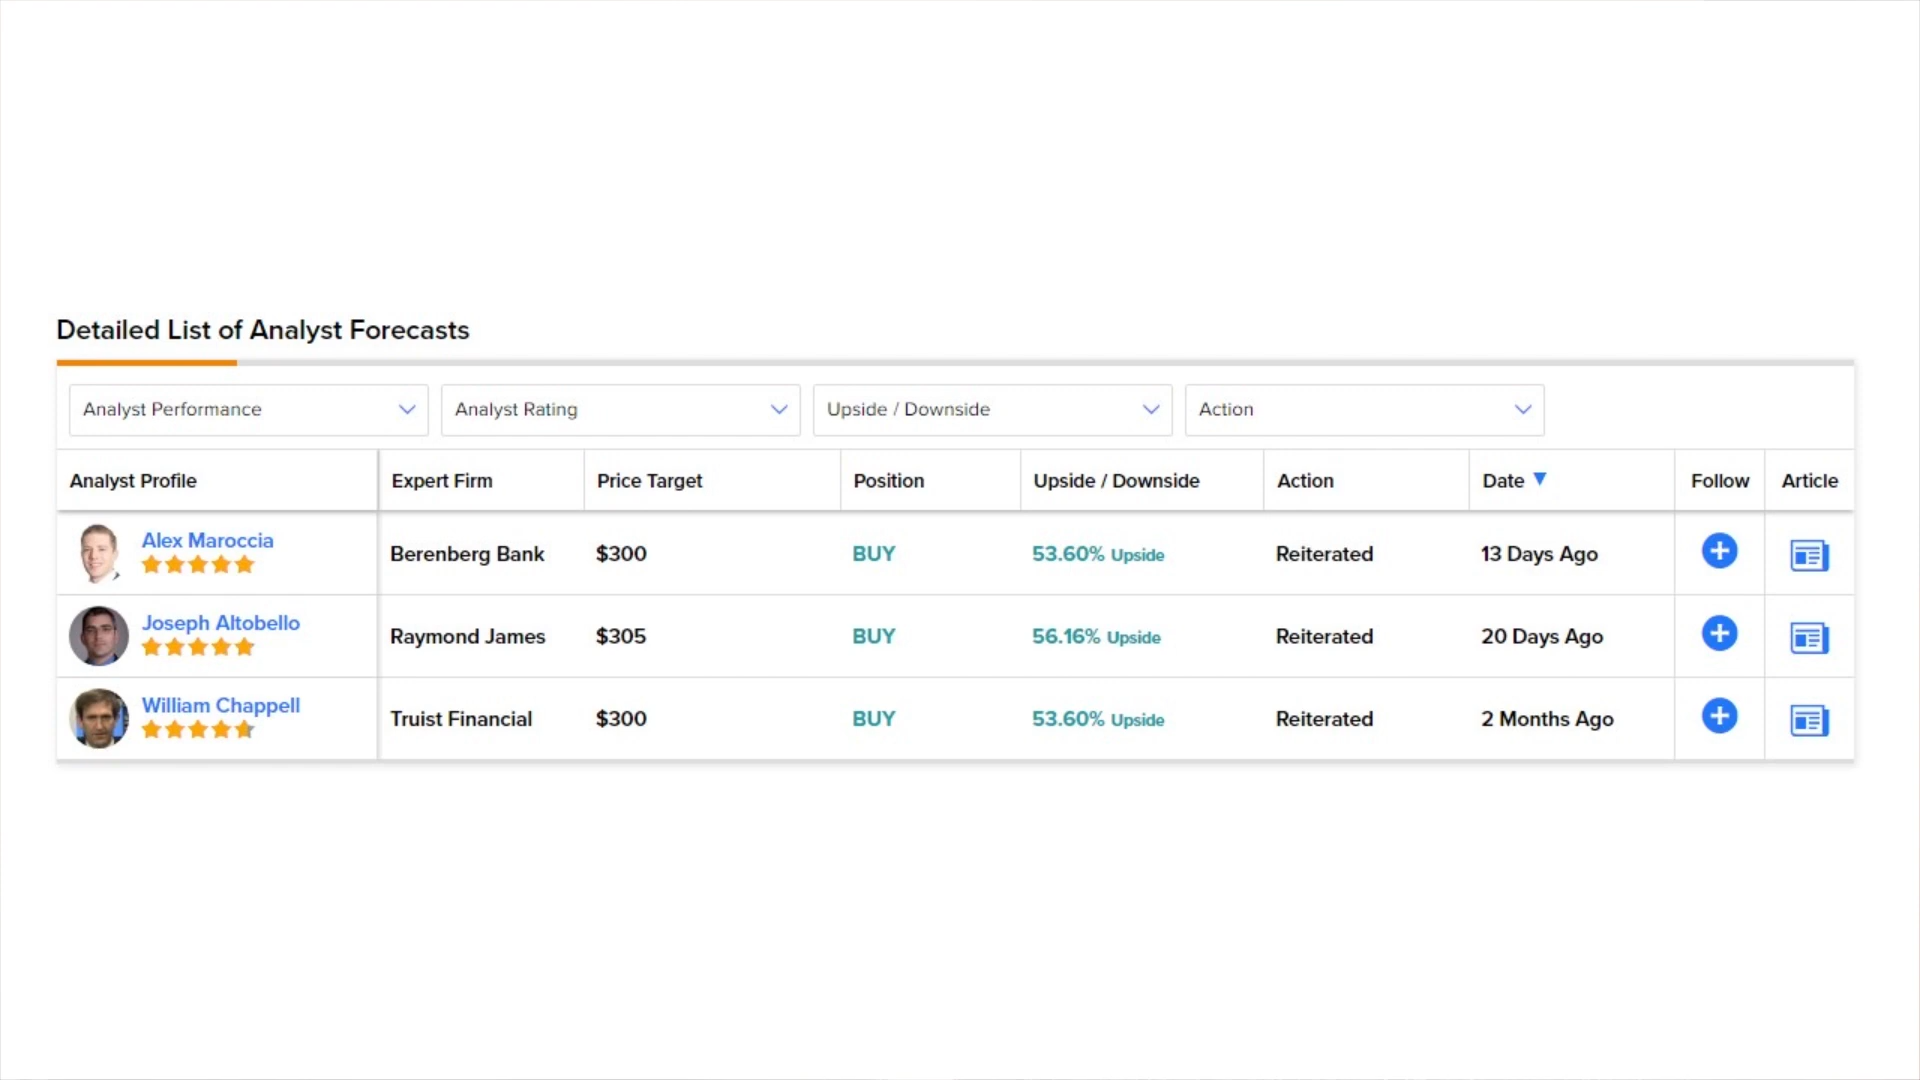 Detailed List of Analyst Forecasts
Analyst Performance Analyst Rating Upside / Downside Action
Analyst Profile Expert Firm Price Target Position Upside / Downside Action Date Follow Article
Alex Maroccia Berenberg Bank $300 BUY 53.60% Upside Reiterated 13 Days Ago
Joseph Altobello Raymond James $305 BUY 56.16% Upside Reiterated 20 Days Ago
William Chappell Truist Financial $300 BUY 53.60% Upside Reiterated 2 Months Ago